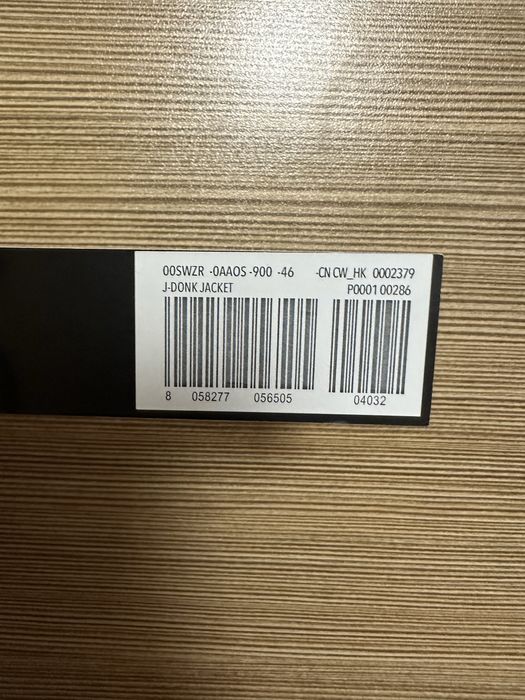 00SWZR -0AAOS -900 -46 -CN CW_HK 0002379
J-DONK JACKET P0001 00286
8 058277 056505 04032